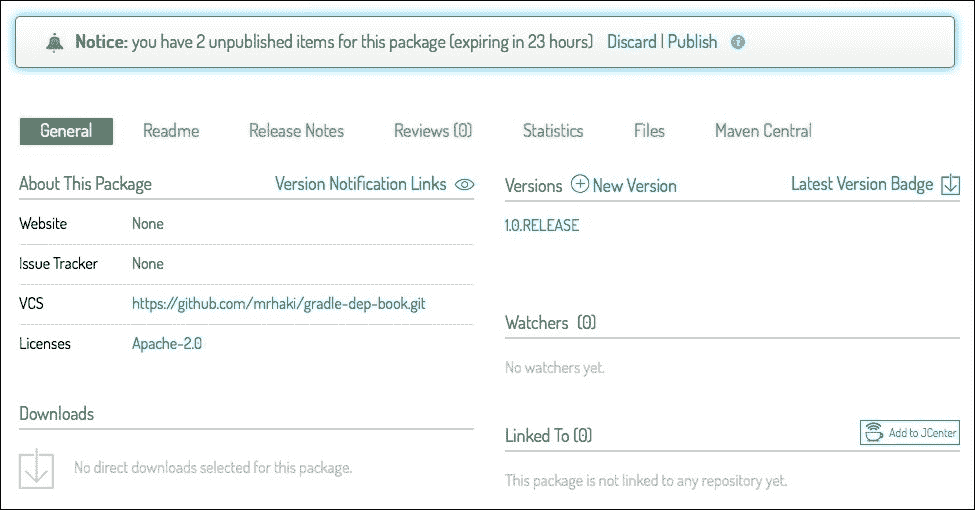 Notice: you have 2 unpublished items for this package (expiring in 23 hours) Discard | Publish
General Readme Release Notes Reviews (0) Statistics Files Maven Central
About This Package Version Notification Links
Website None
Issue Tracker None
VCS https://github.com/mrhaki/gradle-dep-book.git
Licenses Apache-2.0
Downloads
No direct downloads selected for this package.
Versions New Version Latest Version Badge
1.0.RELEASE
Watchers (0)
No watchers yet.
Linked To (0) Add to JCenter
This package is not linked to any repository yet.